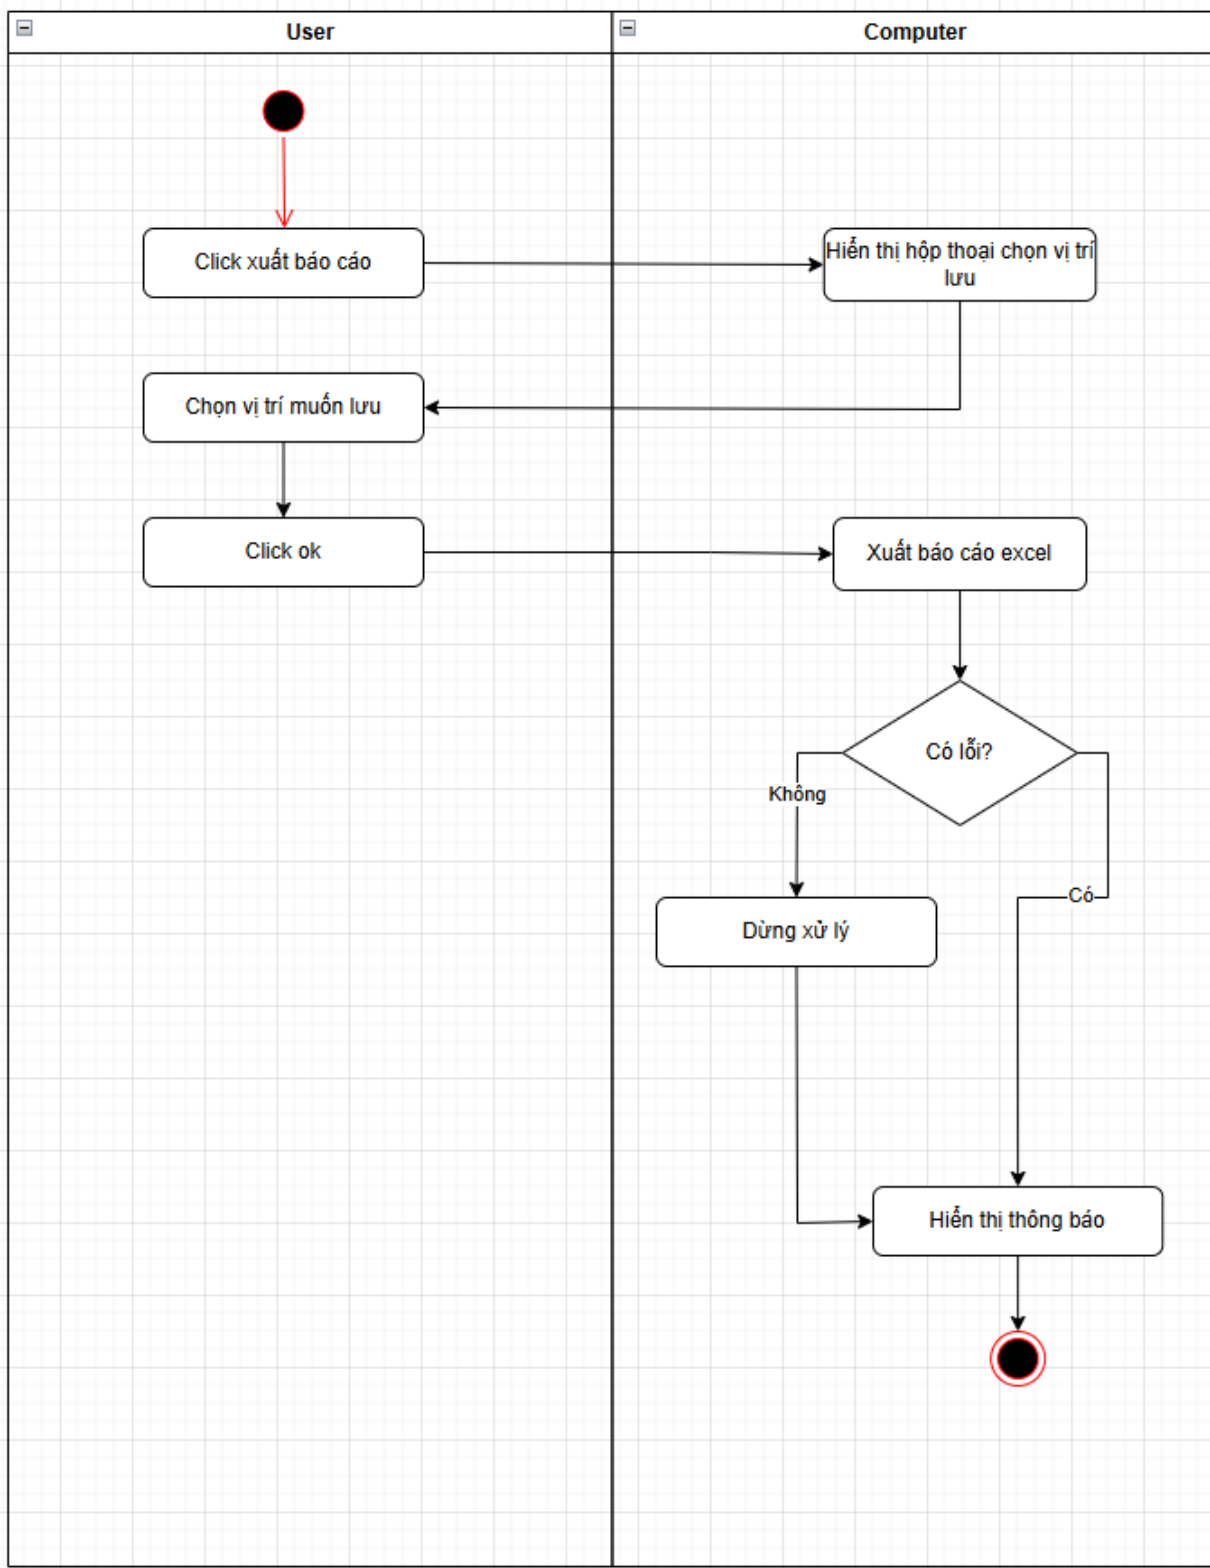 User
Computer
Click xuất báo cáo
Hiển thị hộp thoại chọn vị trí
lưu
Chọn vị trí muốn lưu
Click ok
Xuất báo cáo excel
Có lỗi?
Không
Có
Dừng xử lý
Hiển thị thông báo